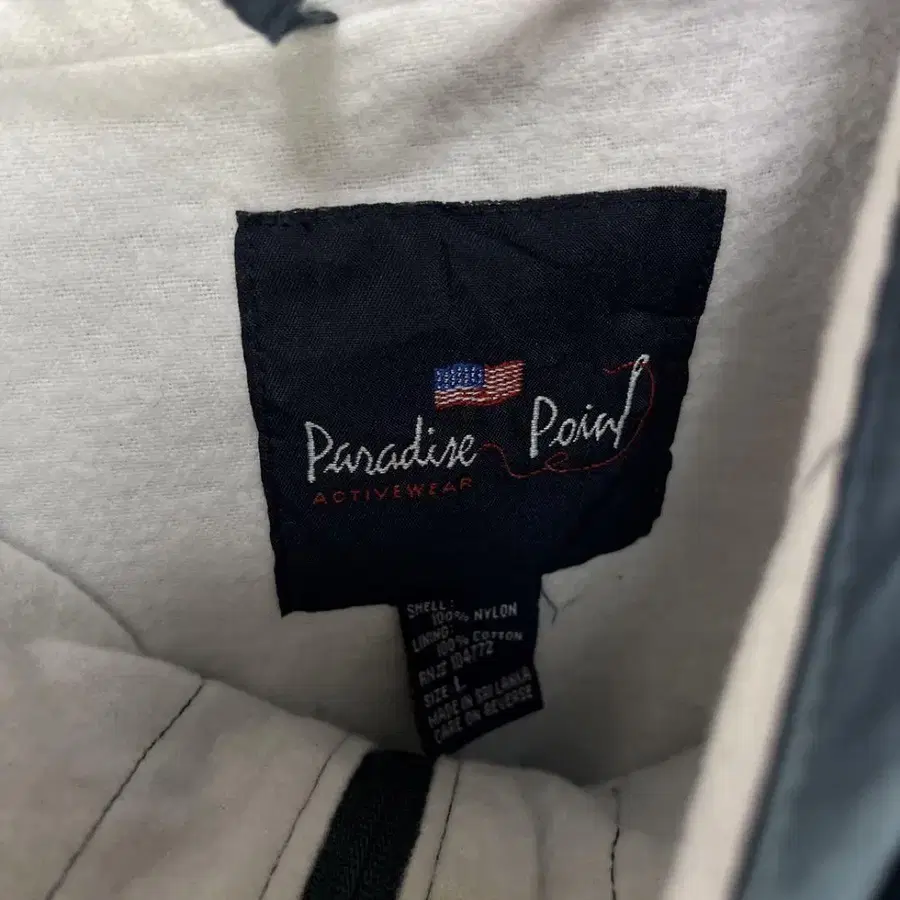 Paradise Point
ACTIVEWEAR
SHELL:
100% NYLON
LINING:
100% COTTON
RN# 104772
SIZE L
MADE IN SRI LANKA
CARE ON REVERSE